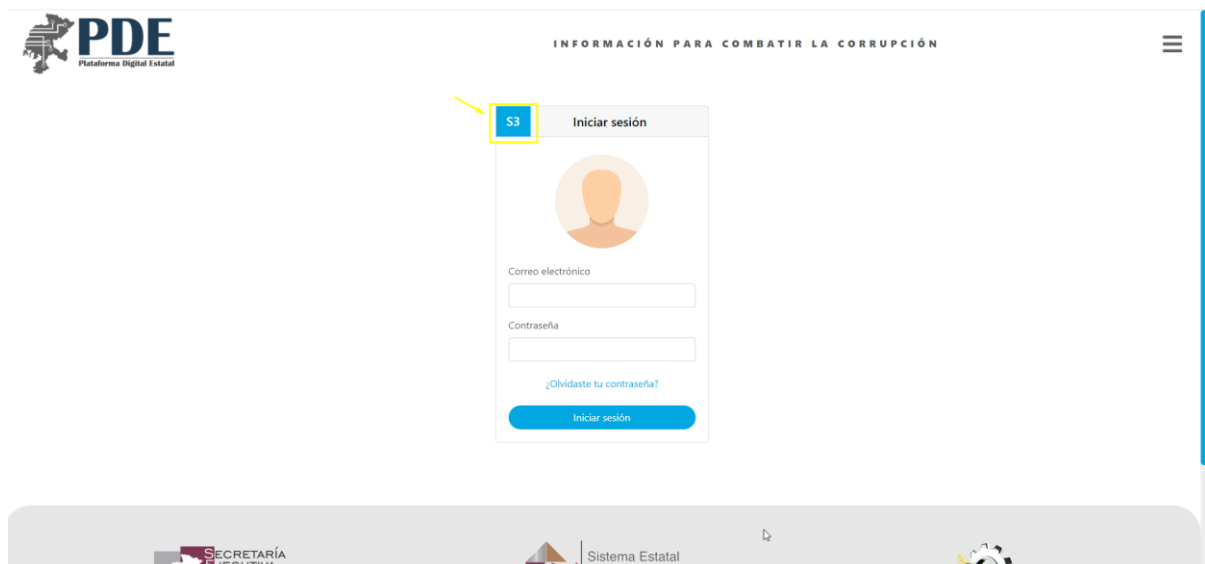 PDE
Plataforma Digital Estatal
INFORMACIÓN PARA COMBATIR LA CORRUPCIÓN
S3
Iniciar sesión
Correo electrónico
Contraseña
¿Olvidaste tu contraseña?
Iniciar sesión
SECRETARÍA
EJECUTIVA
Sistema Estatal